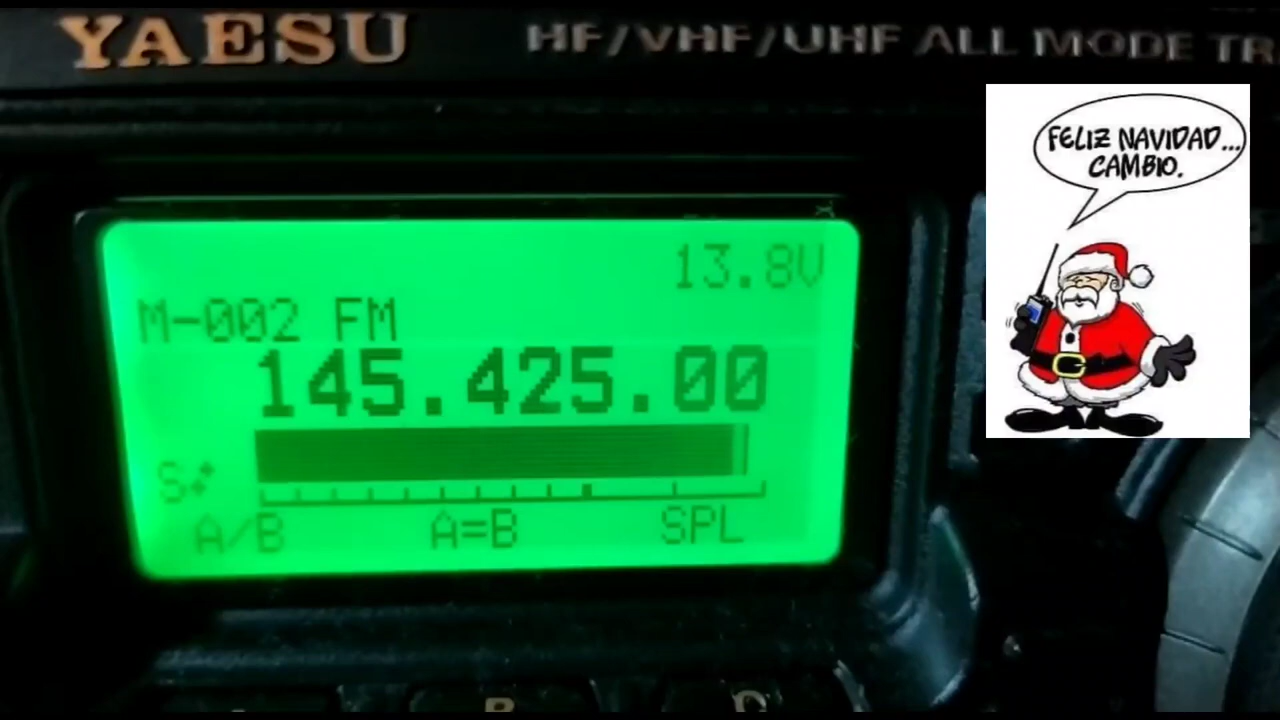 YAESU
HF/VHF/UHF ALL MODE TR
FELIZ NAVIDAD...
CAMBIO.
13.8V
M-002 FM
145.425.00
S
A/B
A=B
SPL
B
C